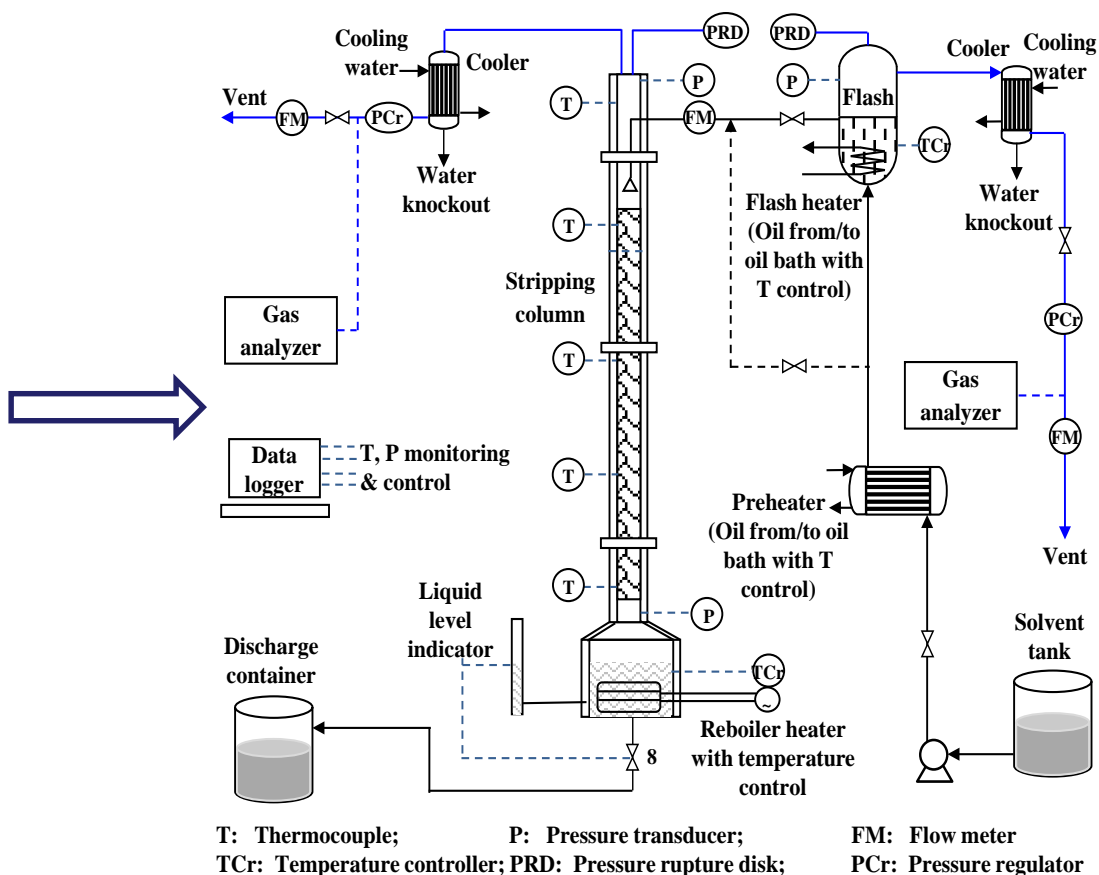 Cooling
water
Cooler
Vent
FM
PCr
Water
knockout
Gas
analyzer
Data
logger
T, P monitoring
& control
PRD
P
T
FM
T
Stripping
column
T
T
T
P
PRD
P
Flash
TCr
Flash heater
(Oil from/to
oil bath with
T control)
Cooler
Cooling
water
Water
knockout
PCr
Gas
analyzer
FM
Vent
Preheater
(Oil from/to oil
bath with T
control)
Liquid
level
indicator
Discharge
container
TCr
~
Reboiler heater
with temperature
control
8
Solvent
tank
T: Thermocouple; P: Pressure transducer; FM: Flow meter
TCr: Temperature controller; PRD: Pressure rupture disk; PCr: Pressure regulator